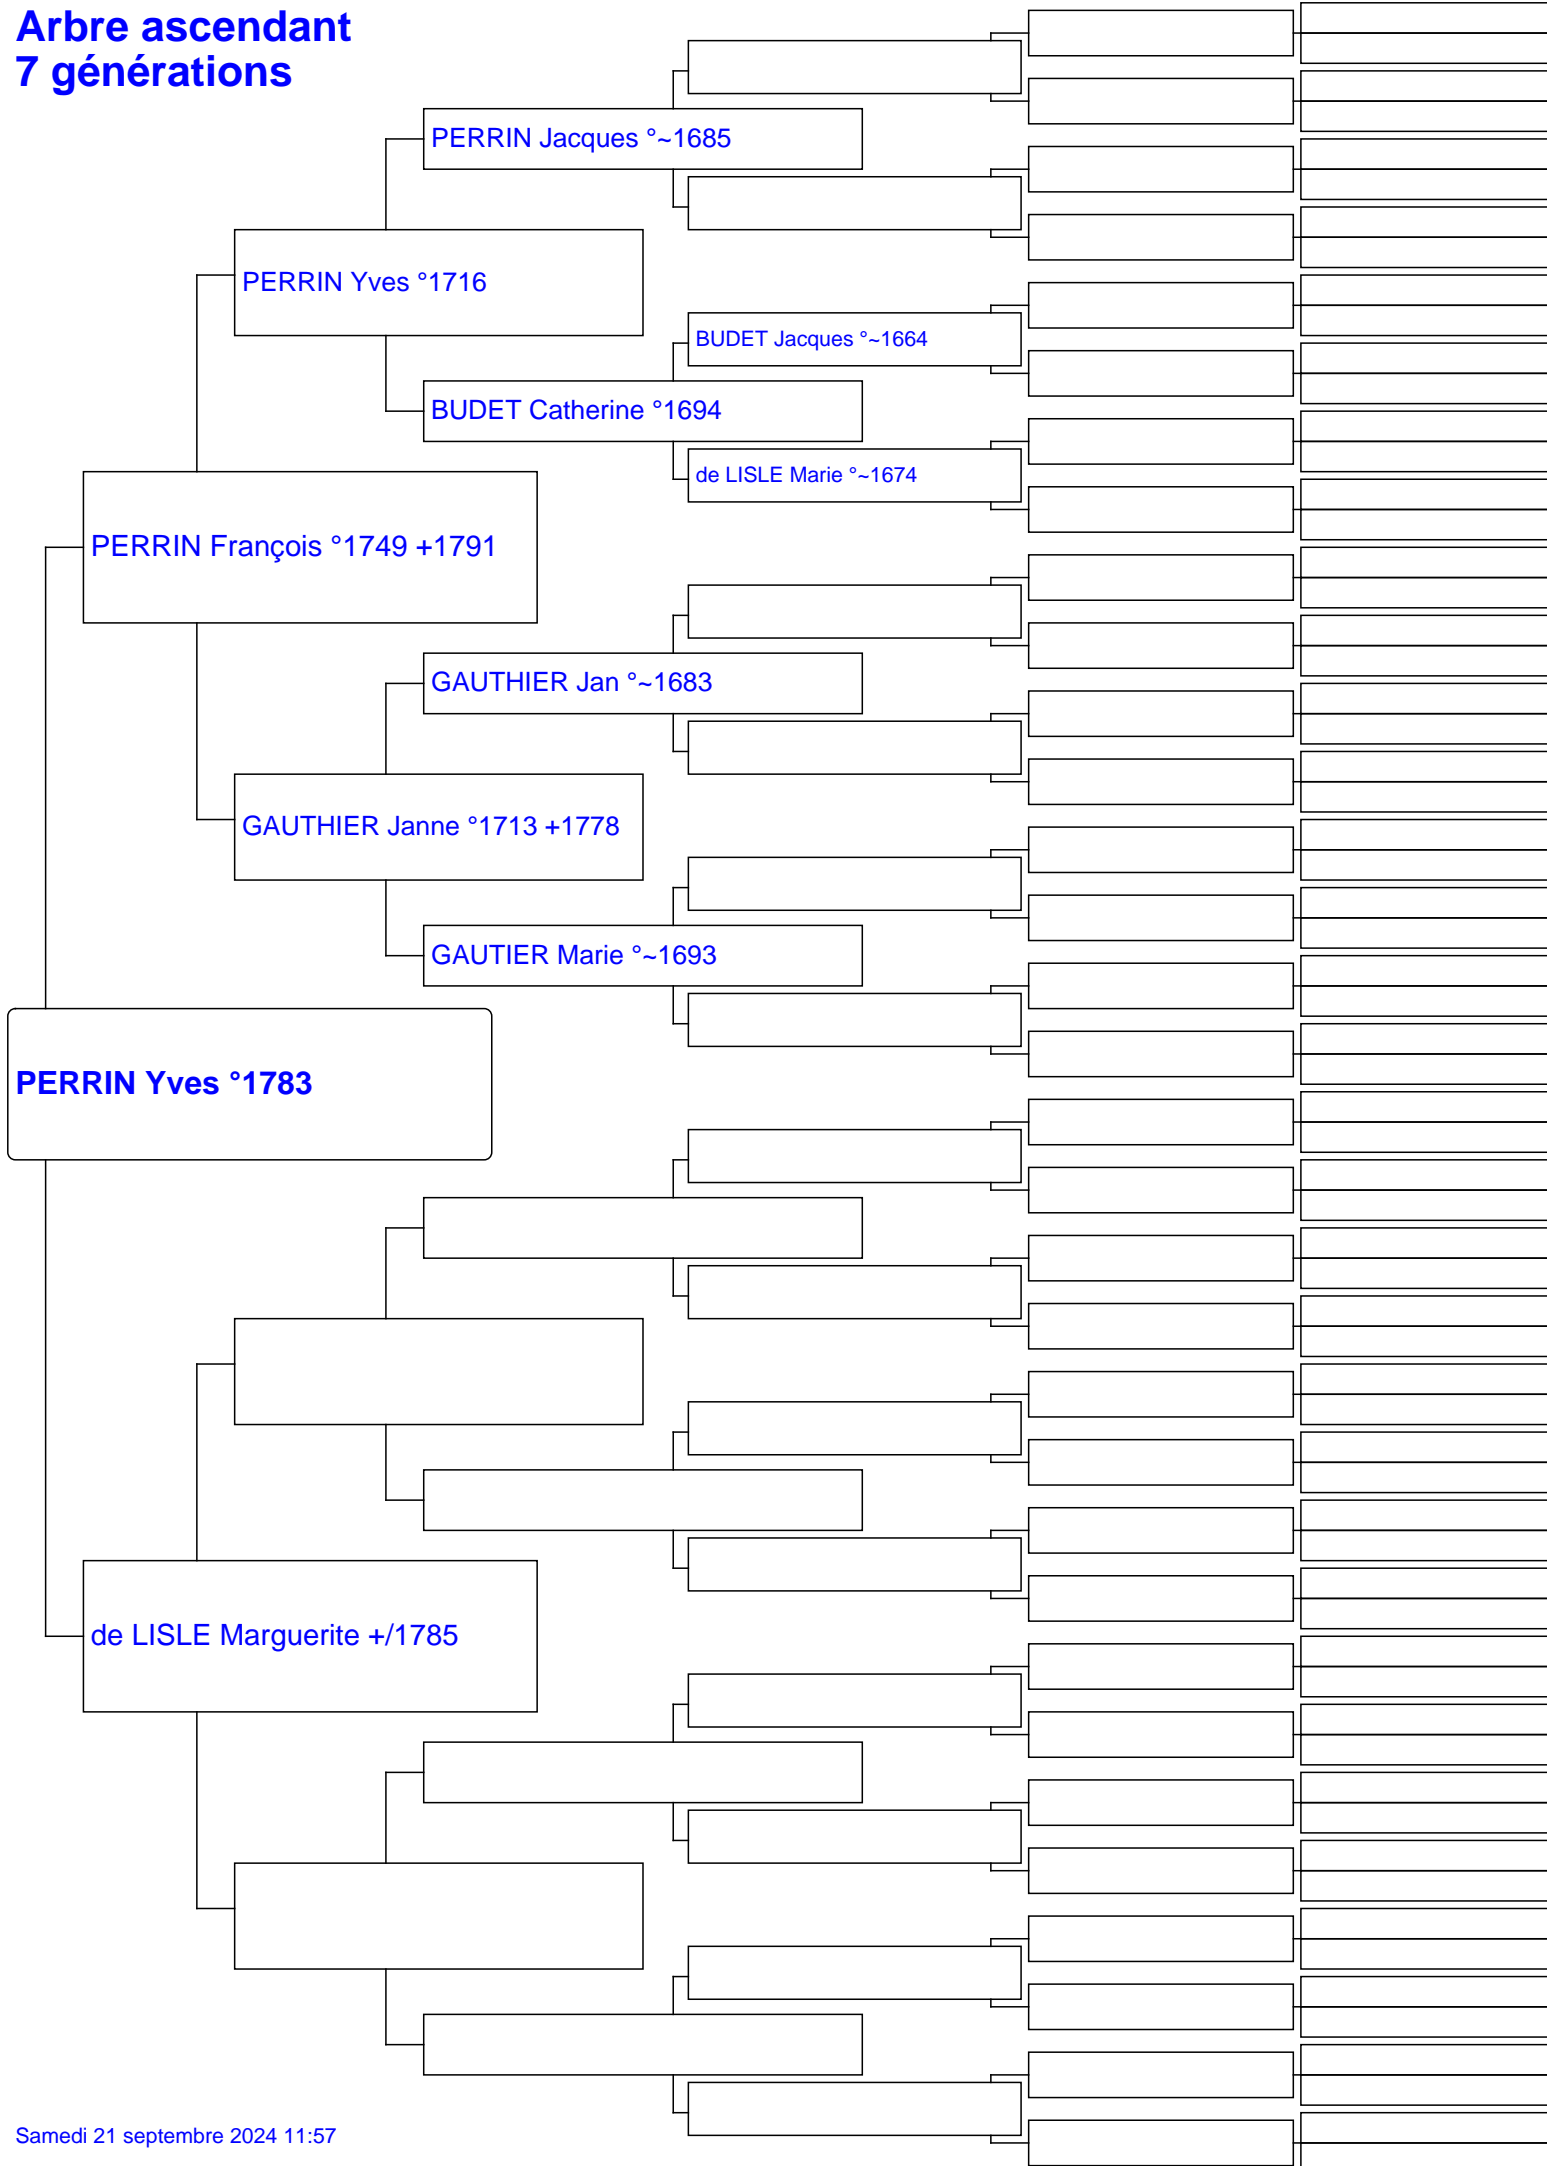 Arbre ascendant
7 générations
PERRIN Jacques °~1685
PERRIN Yves °1716
BUDET Jacques °~1664
BUDET Catherine °1694
de LISLE Marie °~1674
PERRIN François °1749 +1791
GAUTHIER Jan °~1683
GAUTHIER Janne °1713 +1778
GAUTIER Marie °~1693
PERRIN Yves °1783
de LISLE Marguerite +/1785
Samedi 21 septembre 2024 11:57